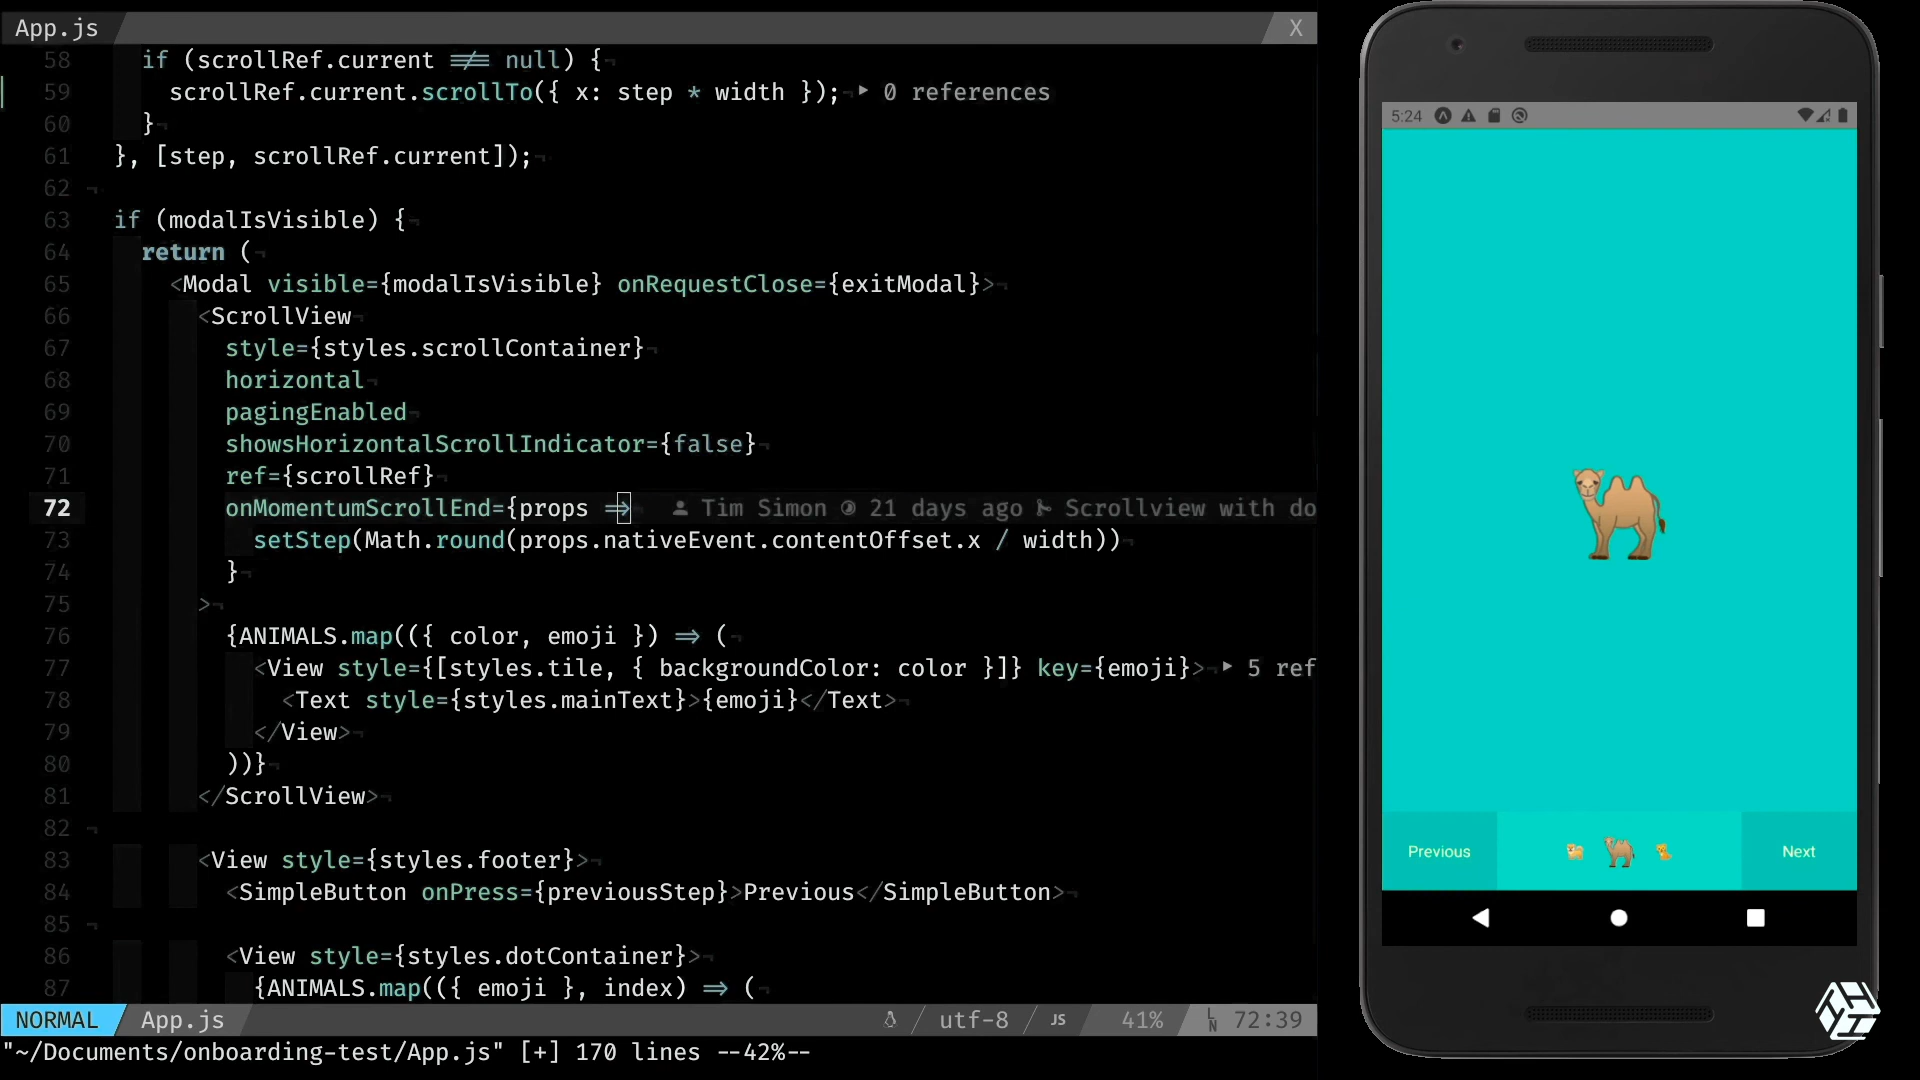 App.js X
58 if (scrollRef.current !== null) {
59 scrollRef.current.scrollTo({ x: step * width }); ▸ 0 references
60 }
61 }, [step, scrollRef.current]);
62
63 if (modalIsVisible) {
64 return (
65 <Modal visible={modalIsVisible} onRequestClose={exitModal}>
66 <ScrollView
67 style={styles.scrollContainer}
68 horizontal
69 pagingEnabled
70 showsHorizontalScrollIndicator={false}
71 ref={scrollRef}
72 onMomentumScrollEnd={props => Tim Simon 21 days ago Scrollview with do
73 setStep(Math.round(props.nativeEvent.contentOffset.x / width))
74 }
75 >
76 {ANIMALS.map(({ color, emoji }) => (
77 <View style={[styles.tile, { backgroundColor: color }]} key={emoji}> ▸ 5 ref
78 <Text style={styles.mainText}>{emoji}</Text>
79 </View>
80 ))}
81 </ScrollView>
82
83 <View style={styles.footer}>
84 <SimpleButton onPress={previousStep}>Previous</SimpleButton>
85
86 <View style={styles.dotContainer}>
87 {ANIMALS.map(({ emoji }, index) => (
NORMAL App.js utf-8 / JS 41% LN 72:39
"~/Documents/onboarding-test/App.js" [+] 170 lines --42%--
5:24
Previous
Next